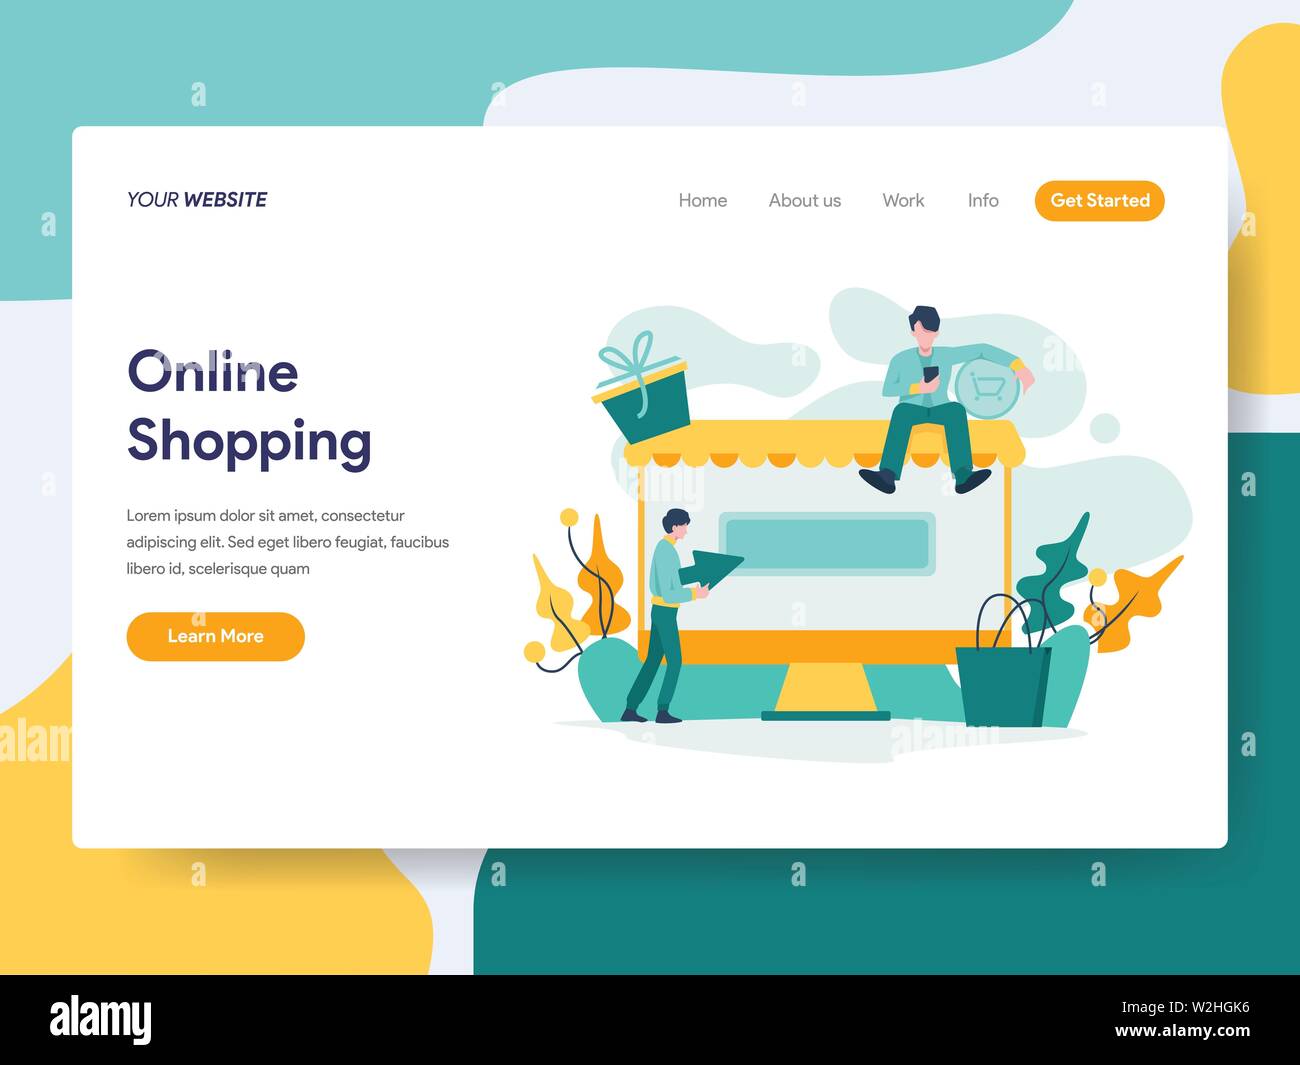 YOUR WEBSITE
Home About us Work Info Get Started
Online
Shopping
Lorem ipsum dolor sit amet, consectetur
adipiscing elit. Sed eget libero feugiat, faucibus
libero id, scelerisque quam
Learn More
a a a a
a a
a a
a a
a a a a
alamy
Image ID: W2HGK6
www.alamy.com